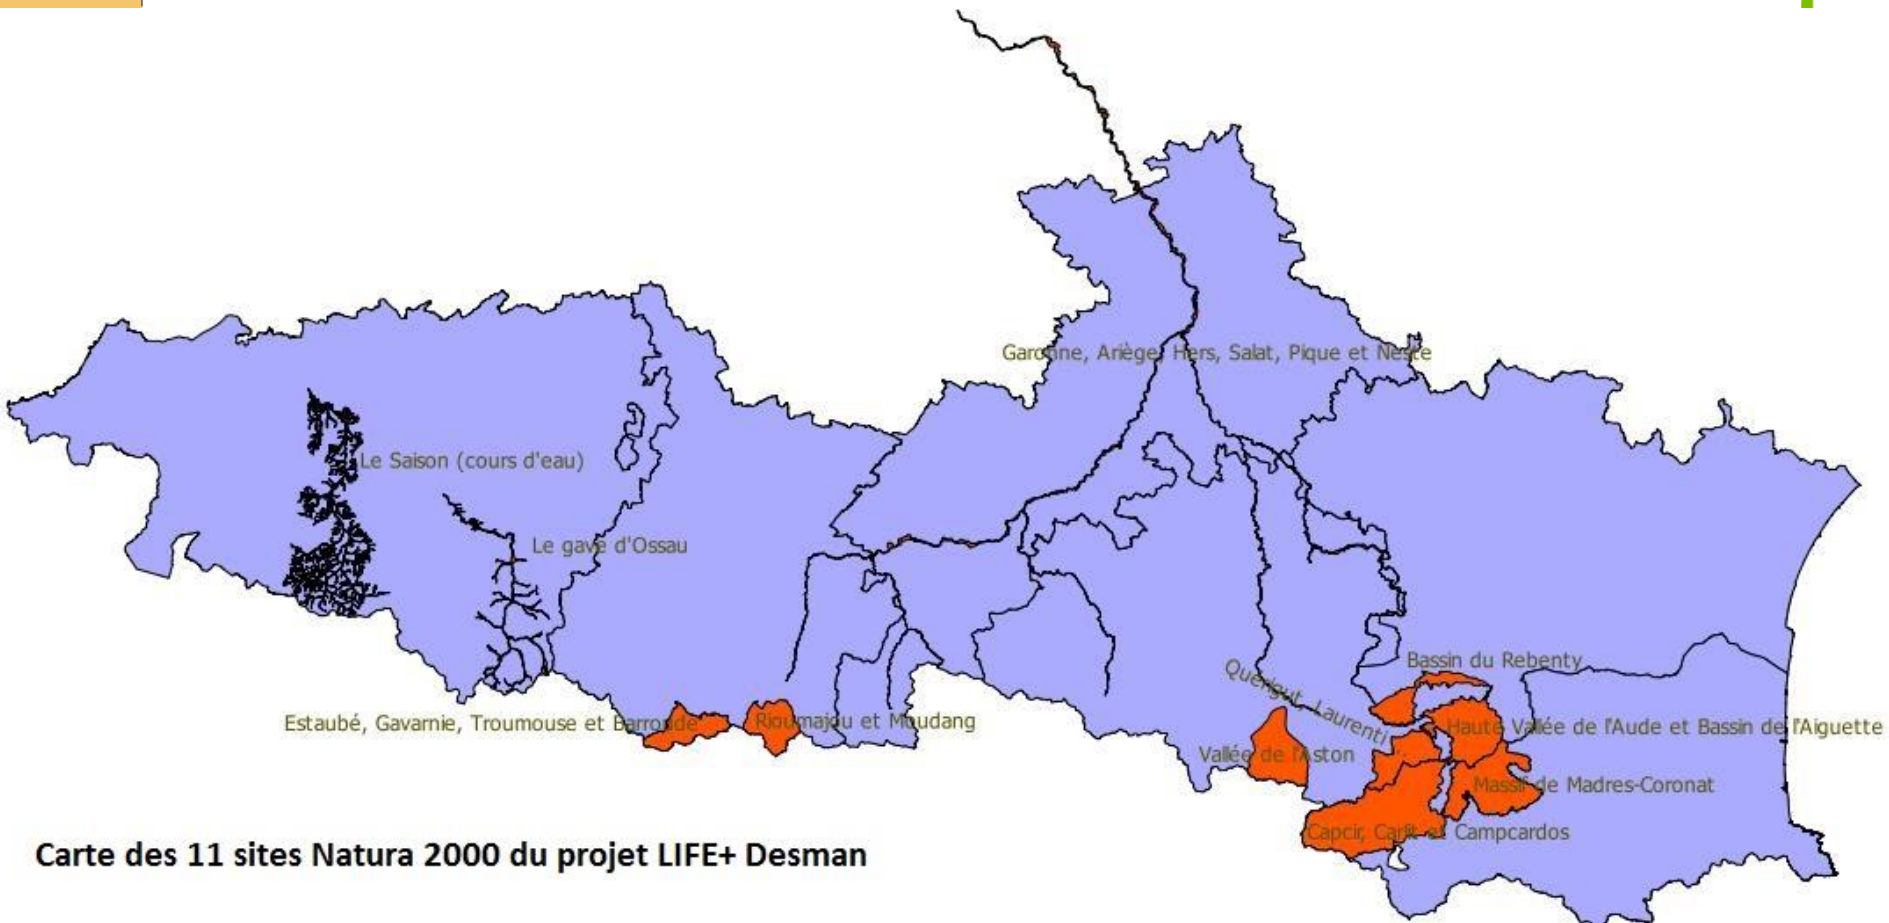 Garonne, Ariège, Hers, Salat, Pique et Neste
Le Saison (cours d'eau)
Le gave d'Ossau
Bassin du Rebenty
Quérigut, Laurenti ...
Estaubé, Gavarnie, Troumouse et Barroude
Rioumajou et Moudang
Haute Vallée de l'Aude et Bassin de l'Aiguette
Vallée de l'Aston
Massif de Madres-Coronat
Capcir, Carlit et Campcardos
Carte des 11 sites Natura 2000 du projet LIFE+ Desman